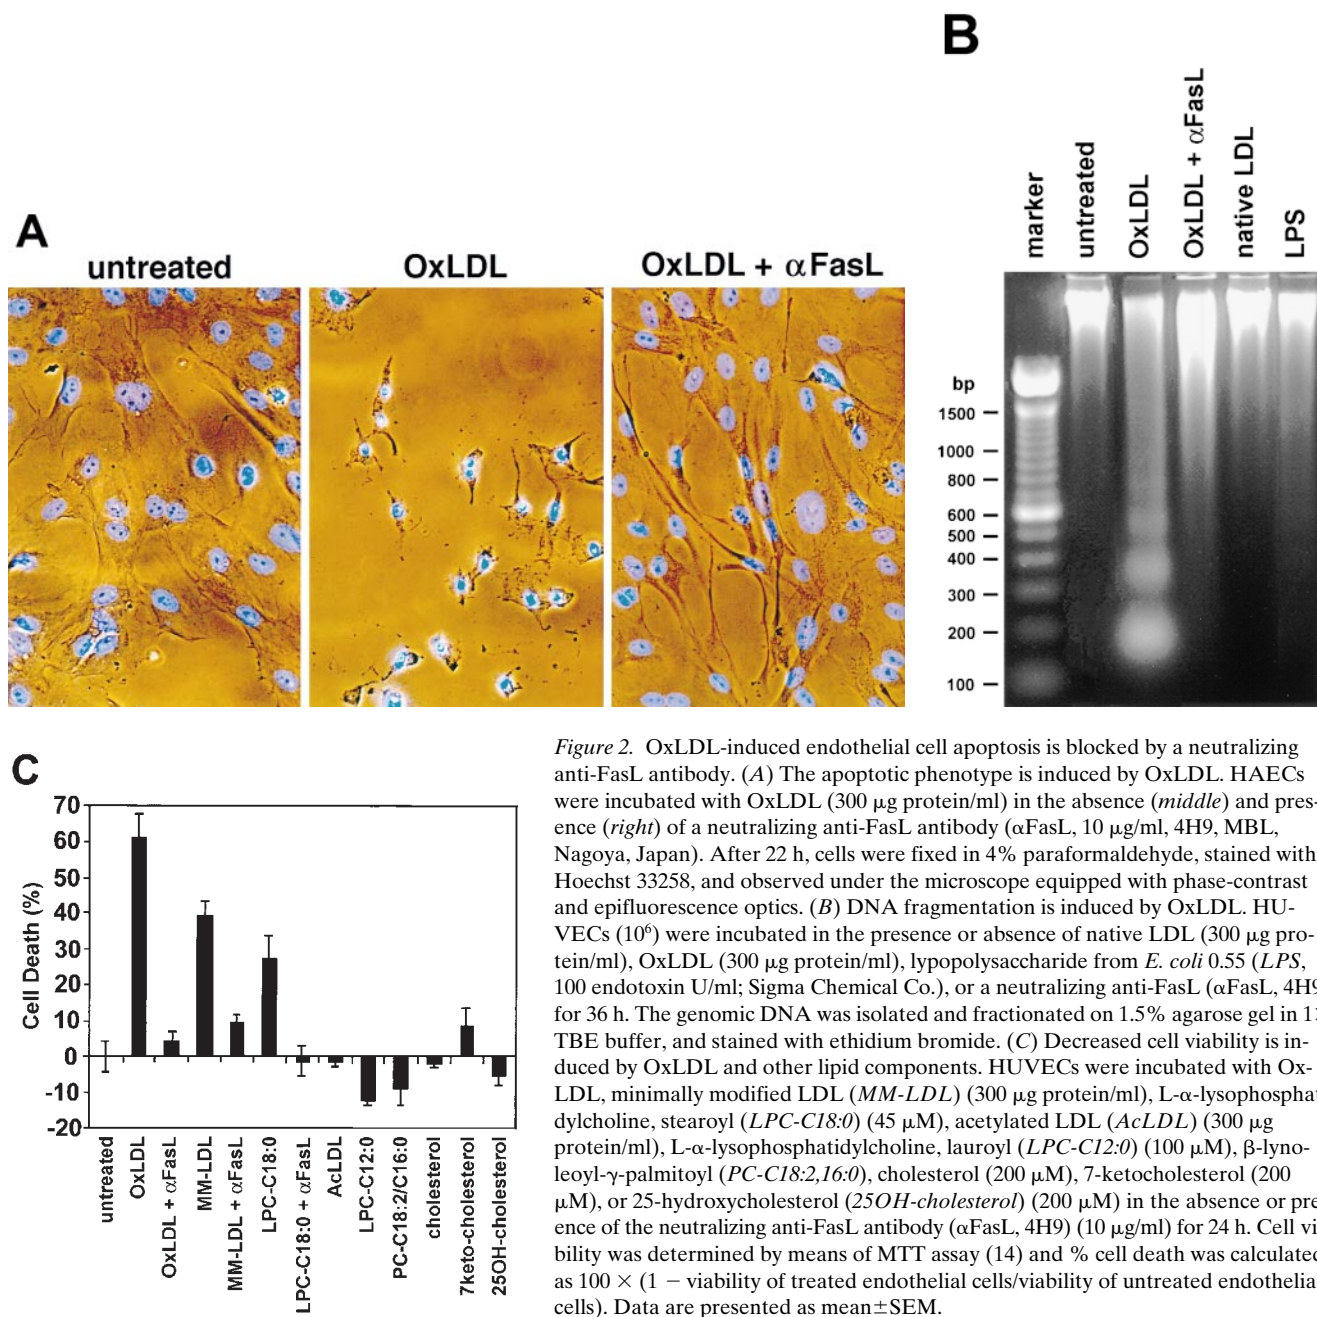 B
marker
untreated
OxLDL
OxLDL + αFasL
native LDL
LPS
A
untreated
OxLDL
OxLDL + αFasL
bp
1500
1000
800
600
500
400
300
200
100
C
Cell Death (%)
70
60
50
40
30
20
10
0
-10
-20
untreated
OxLDL
OxLDL + αFasL
MM-LDL
MM-LDL + αFasL
LPC-C18:0
LPC-C18:0 + αFasL
AcLDL
LPC-C12:0
PC-C18:2/C16:0
cholesterol
7keto-cholesterol
25OH-cholesterol
Figure 2. OxLDL-induced endothelial cell apoptosis is blocked by a neutralizing
anti-FasL antibody. (A) The apoptotic phenotype is induced by OxLDL. HAECs
were incubated with OxLDL (300 μg protein/ml) in the absence (middle) and pres-
ence (right) of a neutralizing anti-FasL antibody (αFasL, 10 μg/ml, 4H9, MBL,
Nagoya, Japan). After 22 h, cells were fixed in 4% paraformaldehyde, stained with
Hoechst 33258, and observed under the microscope equipped with phase-contrast
and epifluorescence optics. (B) DNA fragmentation is induced by OxLDL. HU-
VECs (10⁶) were incubated in the presence or absence of native LDL (300 μg pro-
tein/ml), OxLDL (300 μg protein/ml), lypopolysaccharide from E. coli 0.55 (LPS,
100 endotoxin U/ml; Sigma Chemical Co.), or a neutralizing anti-FasL (αFasL, 4H9
for 36 h. The genomic DNA was isolated and fractionated on 1.5% agarose gel in 1×
TBE buffer, and stained with ethidium bromide. (C) Decreased cell viability is in-
duced by OxLDL and other lipid components. HUVECs were incubated with Ox-
LDL, minimally modified LDL (MM-LDL) (300 μg protein/ml), L-α-lysophosphat
dylcholine, stearoyl (LPC-C18:0) (45 μM), acetylated LDL (AcLDL) (300 μg
protein/ml), L-α-lysophosphatidylcholine, lauroyl (LPC-C12:0) (100 μM), β-lyno-
leoyl-γ-palmitoyl (PC-C18:2,16:0), cholesterol (200 μM), 7-ketocholesterol (200
μM), or 25-hydroxycholesterol (25OH-cholesterol) (200 μM) in the absence or pre
ence of the neutralizing anti-FasL antibody (αFasL, 4H9) (10 μg/ml) for 24 h. Cell vi
bility was determined by means of MTT assay (14) and % cell death was calculated
as 100 × (1 − viability of treated endothelial cells/viability of untreated endothelial
cells). Data are presented as mean±SEM.